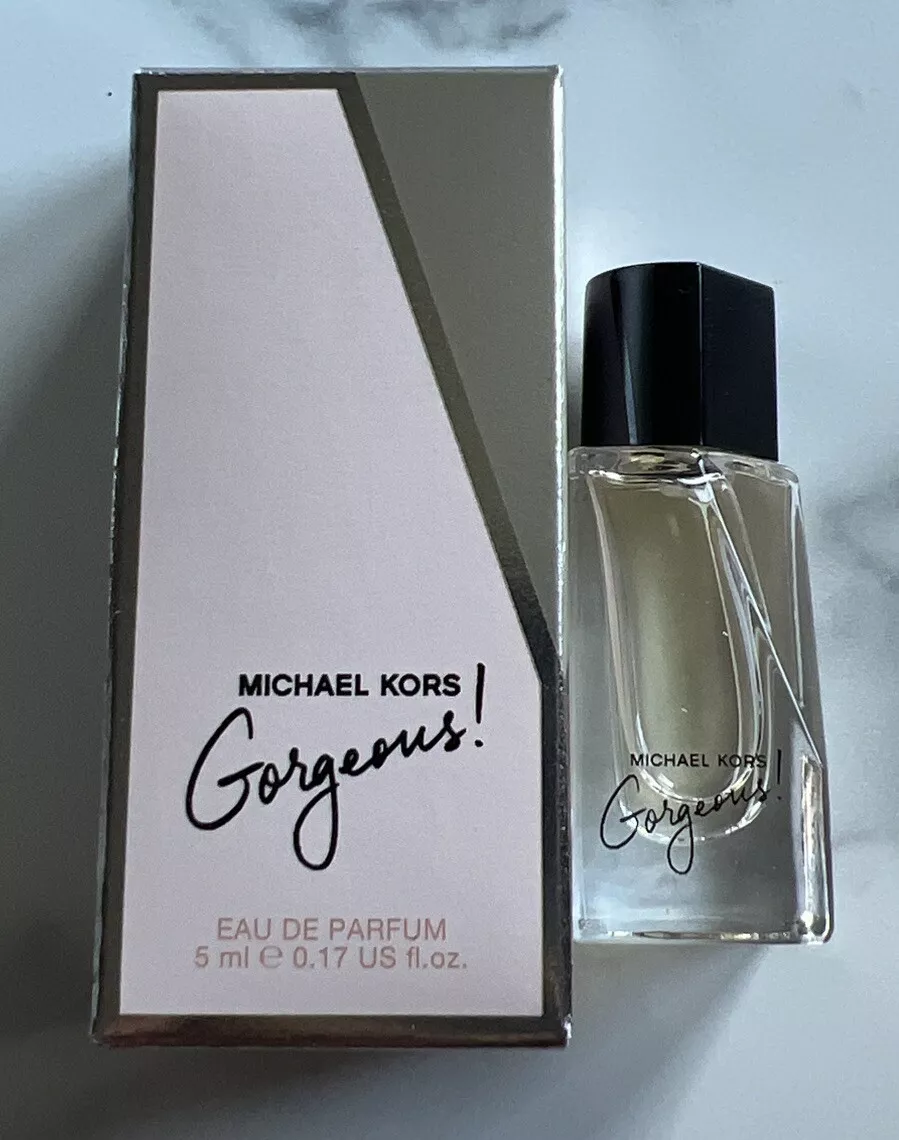 MICHAEL KORS
Gorgeous!
EAU DE PARFUM
5 ml ℮ 0.17 US fl.oz.
MICHAEL KORS
Gorgeous!